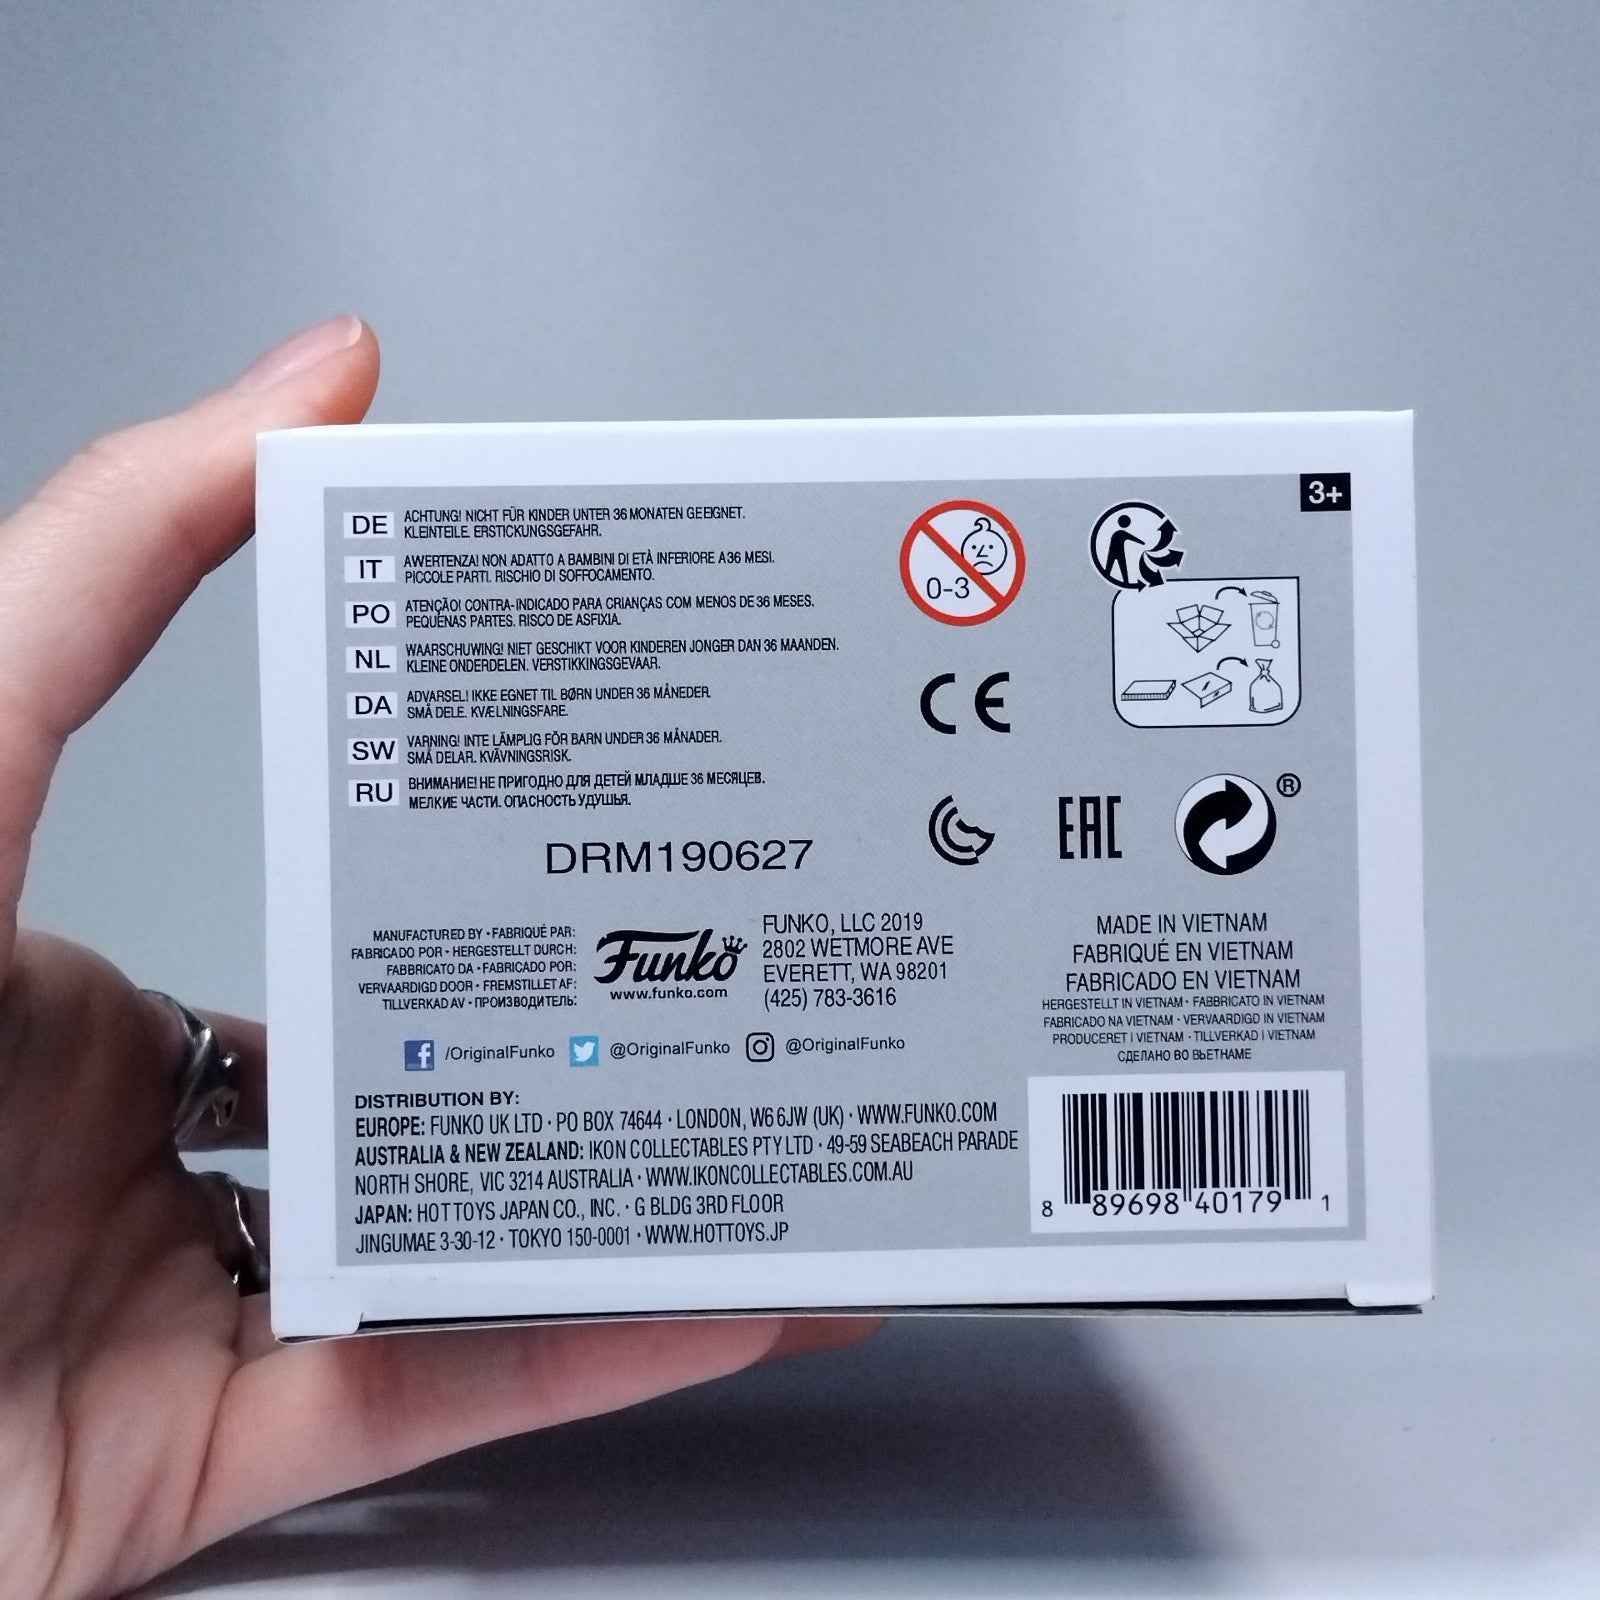 3+
DE ACHTUNG! NICHT FÜR KINDER UNTER 36 MONATEN GEEIGNET.
KLEINTEILE. ERSTICKUNGSGEFAHR.
IT AWERTENZA! NON ADATTO A BAMBINI DI ETÀ INFERIORE A 36 MESI.
PICCOLE PARTI. RISCHIO DI SOFFOCAMENTO.
PO ATENÇÃO! CONTRA-INDICADO PARA CRIANÇAS COM MENOS DE 36 MESES.
PEQUENAS PARTES. RISCO DE ASFIXIA.
NL WAARSCHUWING! NIET GESCHIKT VOOR KINDEREN JONGER DAN 36 MAANDEN.
KLEINE ONDERDELEN. VERSTIKKINGSGEVAAR.
DA ADVARSEL! IKKE EGNET TIL BØRN UNDER 36 MÅNEDER.
SMÅ DELE. KVÆLNINGSFARE.
SW VARNING! INTE LÄMPLIG FÖR BARN UNDER 36 MÅNADER.
SMÅ DELAR. KVÄVNINGSRISK.
RU ВНИМАНИЕ! НЕ ПРИГОДНО ДЛЯ ДЕТЕЙ МЛАДШЕ 36 МЕСЯЦЕВ.
МЕЛКИЕ ЧАСТИ. ОПАСНОСТЬ УДУШЬЯ.
0-3
CE
EAC
®
DRM190627
MANUFACTURED BY • FABRIQUÉ PAR:
FABRICADO POR • HERGESTELLT DURCH:
FABBRICATO DA • FABRICADO POR:
VERVAARDIGD DOOR • FREMSTILLET AF:
TILLVERKAD AV • ПРОИЗВОДИТЕЛЬ:
Funko
www.funko.com
FUNKO, LLC 2019
2802 WETMORE AVE
EVERETT, WA 98201
(425) 783-3616
MADE IN VIETNAM
FABRIQUÉ EN VIETNAM
FABRICADO EN VIETNAM
HERGESTELLT IN VIETNAM • FABBRICATO IN VIETNAM
FABRICADO NA VIETNAM • VERVAARDIGD IN VIETNAM
PRODUCERET I VIETNAM • TILLVERKAD I VIETNAM
СДЕЛАНО ВО ВЬЕТНАМЕ
f /OriginalFunko @OriginalFunko @OriginalFunko
DISTRIBUTION BY:
EUROPE: FUNKO UK LTD • PO BOX 74644 • LONDON, W6 6JW (UK) • WWW.FUNKO.COM
AUSTRALIA & NEW ZEALAND: IKON COLLECTABLES PTY LTD • 49-59 SEABEACH PARADE
NORTH SHORE, VIC 3214 AUSTRALIA • WWW.IKONCOLLECTABLES.COM.AU
JAPAN: HOT TOYS JAPAN CO., INC. • G BLDG 3RD FLOOR
JINGUMAE 3-30-12 • TOKYO 150-0001 • WWW.HOTTOYS.JP
8 89698 40179 1